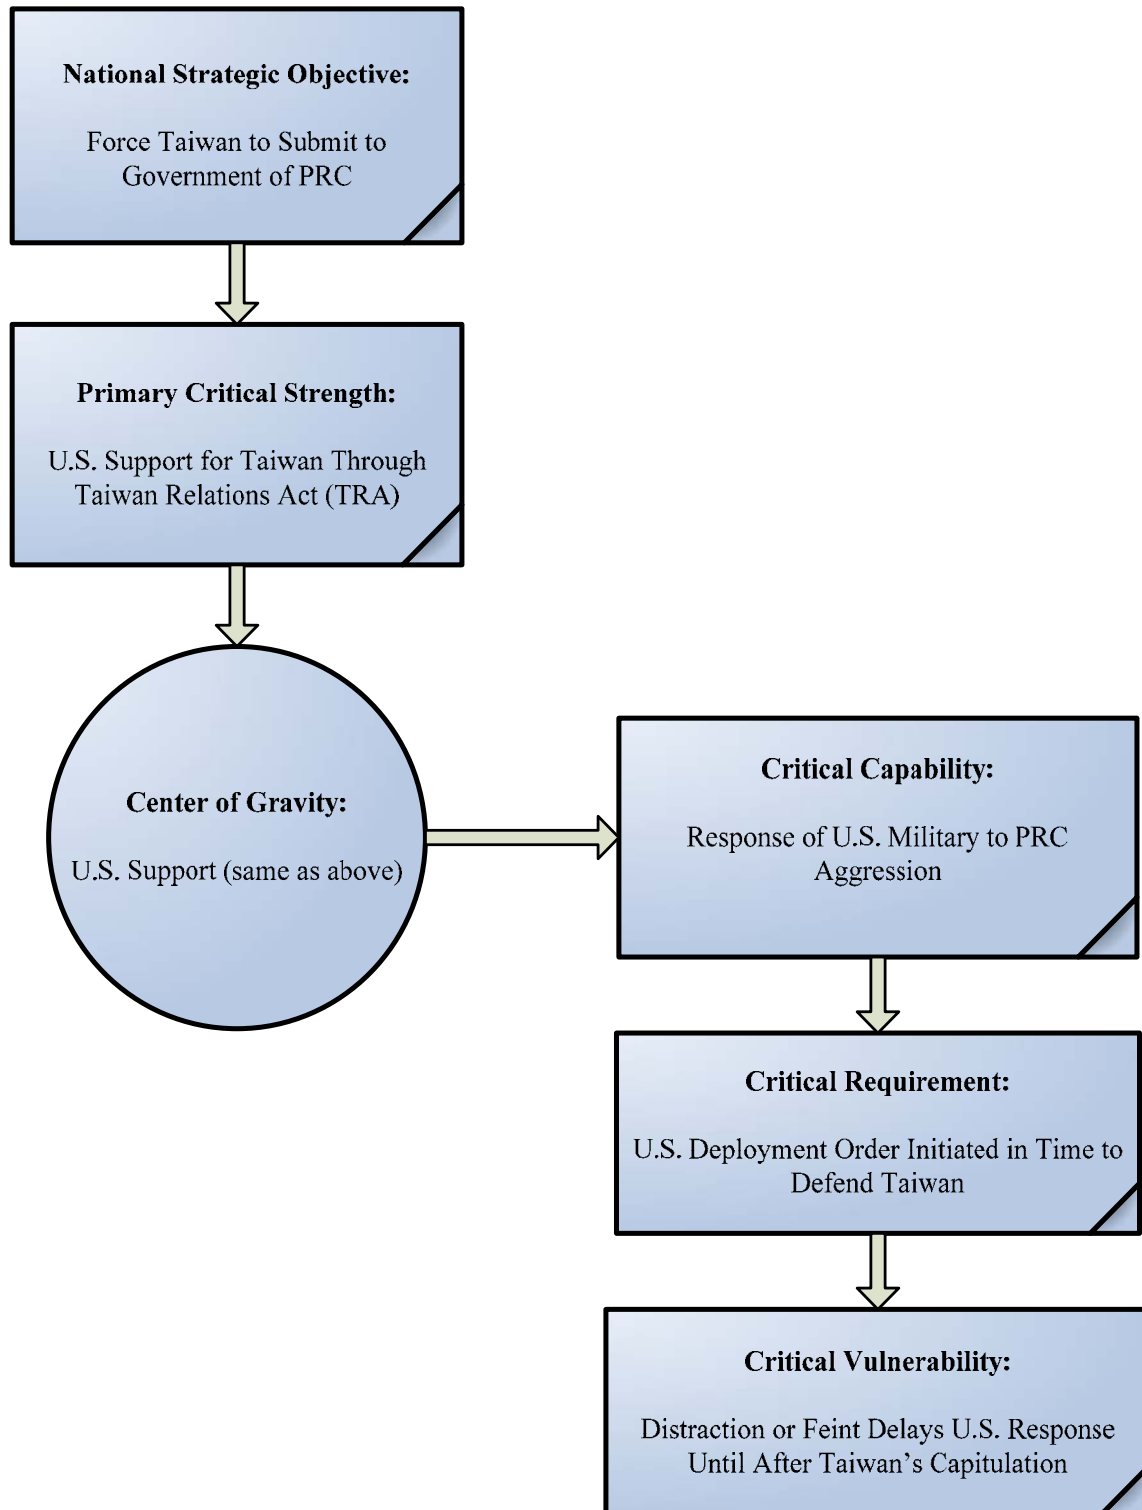 National Strategic Objective:
Force Taiwan to Submit to
Government of PRC
Primary Critical Strength:
U.S. Support for Taiwan Through
Taiwan Relations Act (TRA)
Center of Gravity:
U.S. Support (same as above)
Critical Capability:
Response of U.S. Military to PRC
Aggression
Critical Requirement:
U.S. Deployment Order Initiated in Time to
Defend Taiwan
Critical Vulnerability:
Distraction or Feint Delays U.S. Response
Until After Taiwan’s Capitulation